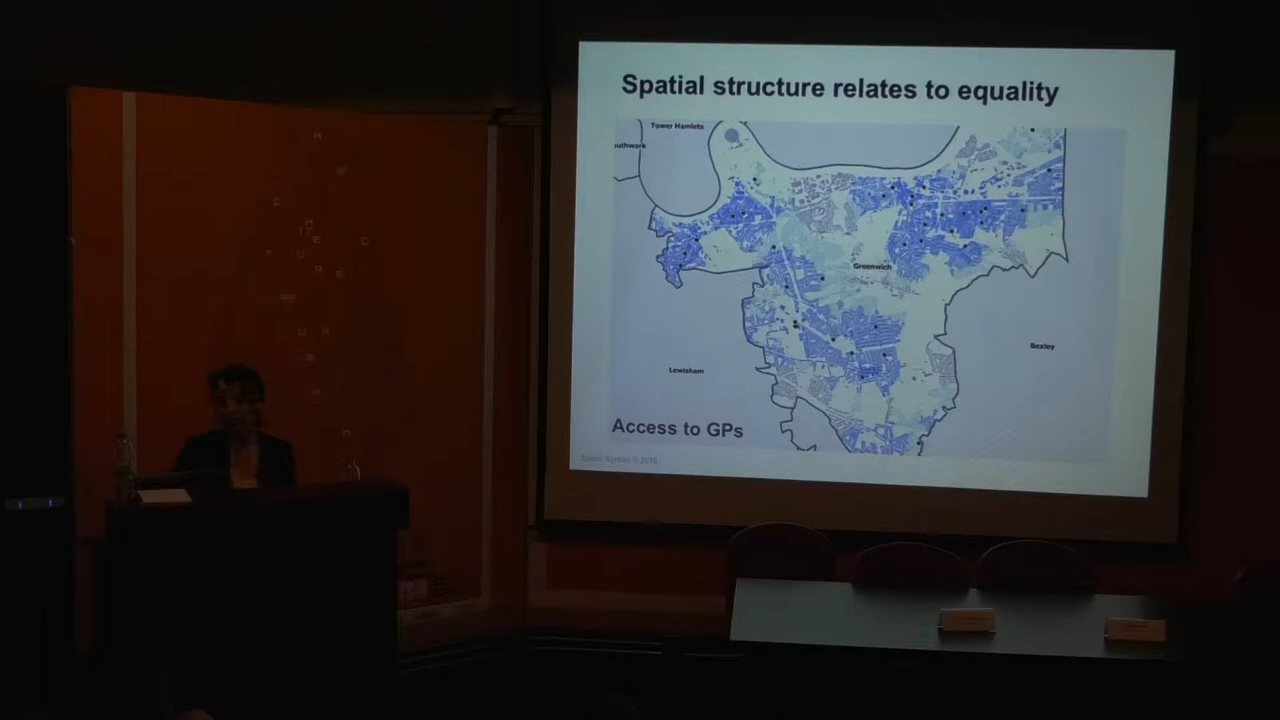 Spatial structure relates to equality
Tower Hamlets
outhwark
Greenwich
Bexley
Lewisham
Access to GPs